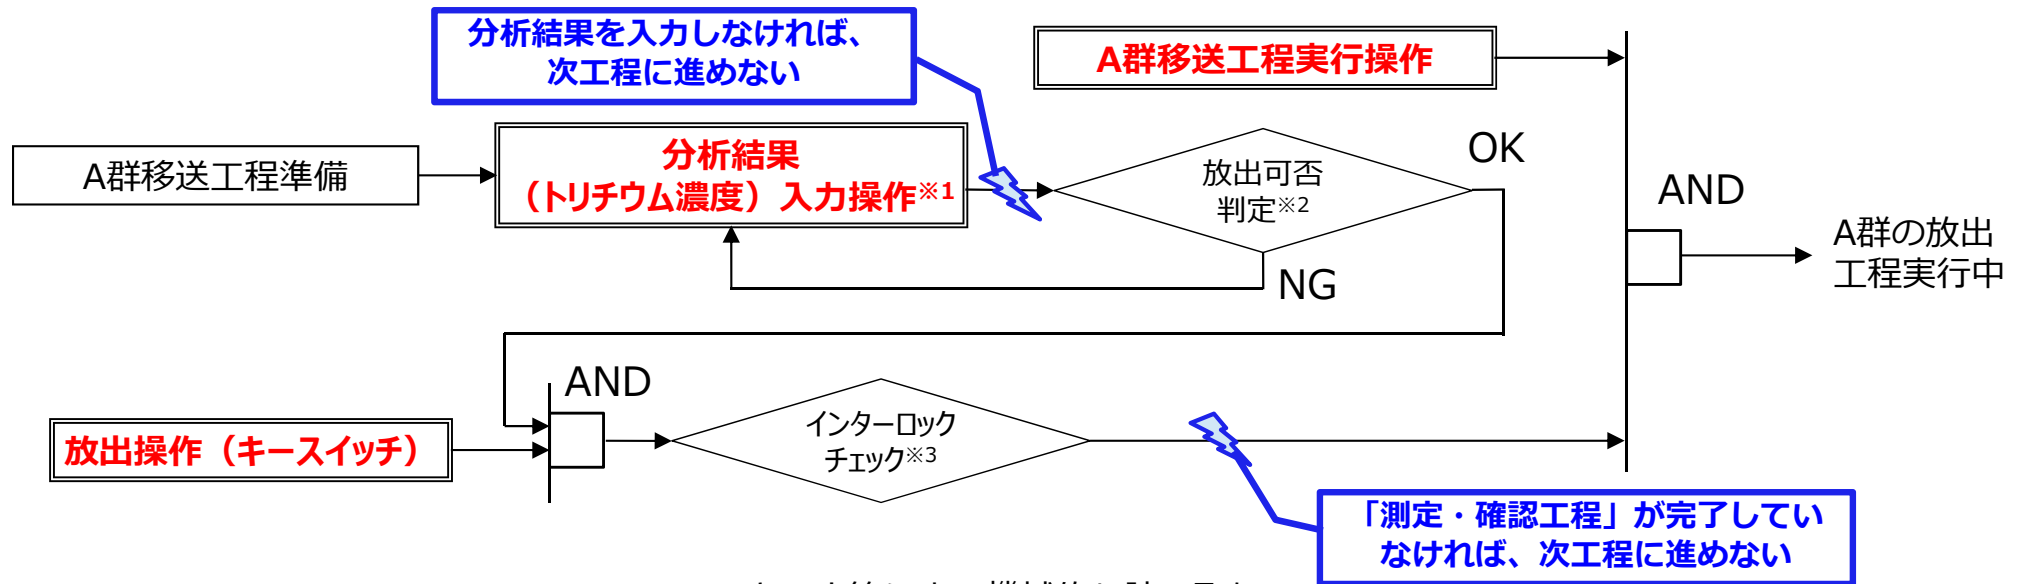 分析結果を入力しなければ、
次工程に進めない
A群移送工程実行操作
A群移送工程準備
分析結果
（トリチウム濃度）入力操作※1
放出可否
判定※2
OK
NG
AND
A群の放出
工程実行中
AND
放出操作（キースイッチ）
インターロック
チェック※3
「測定・確認工程」が完了してい
なければ、次工程に進めない